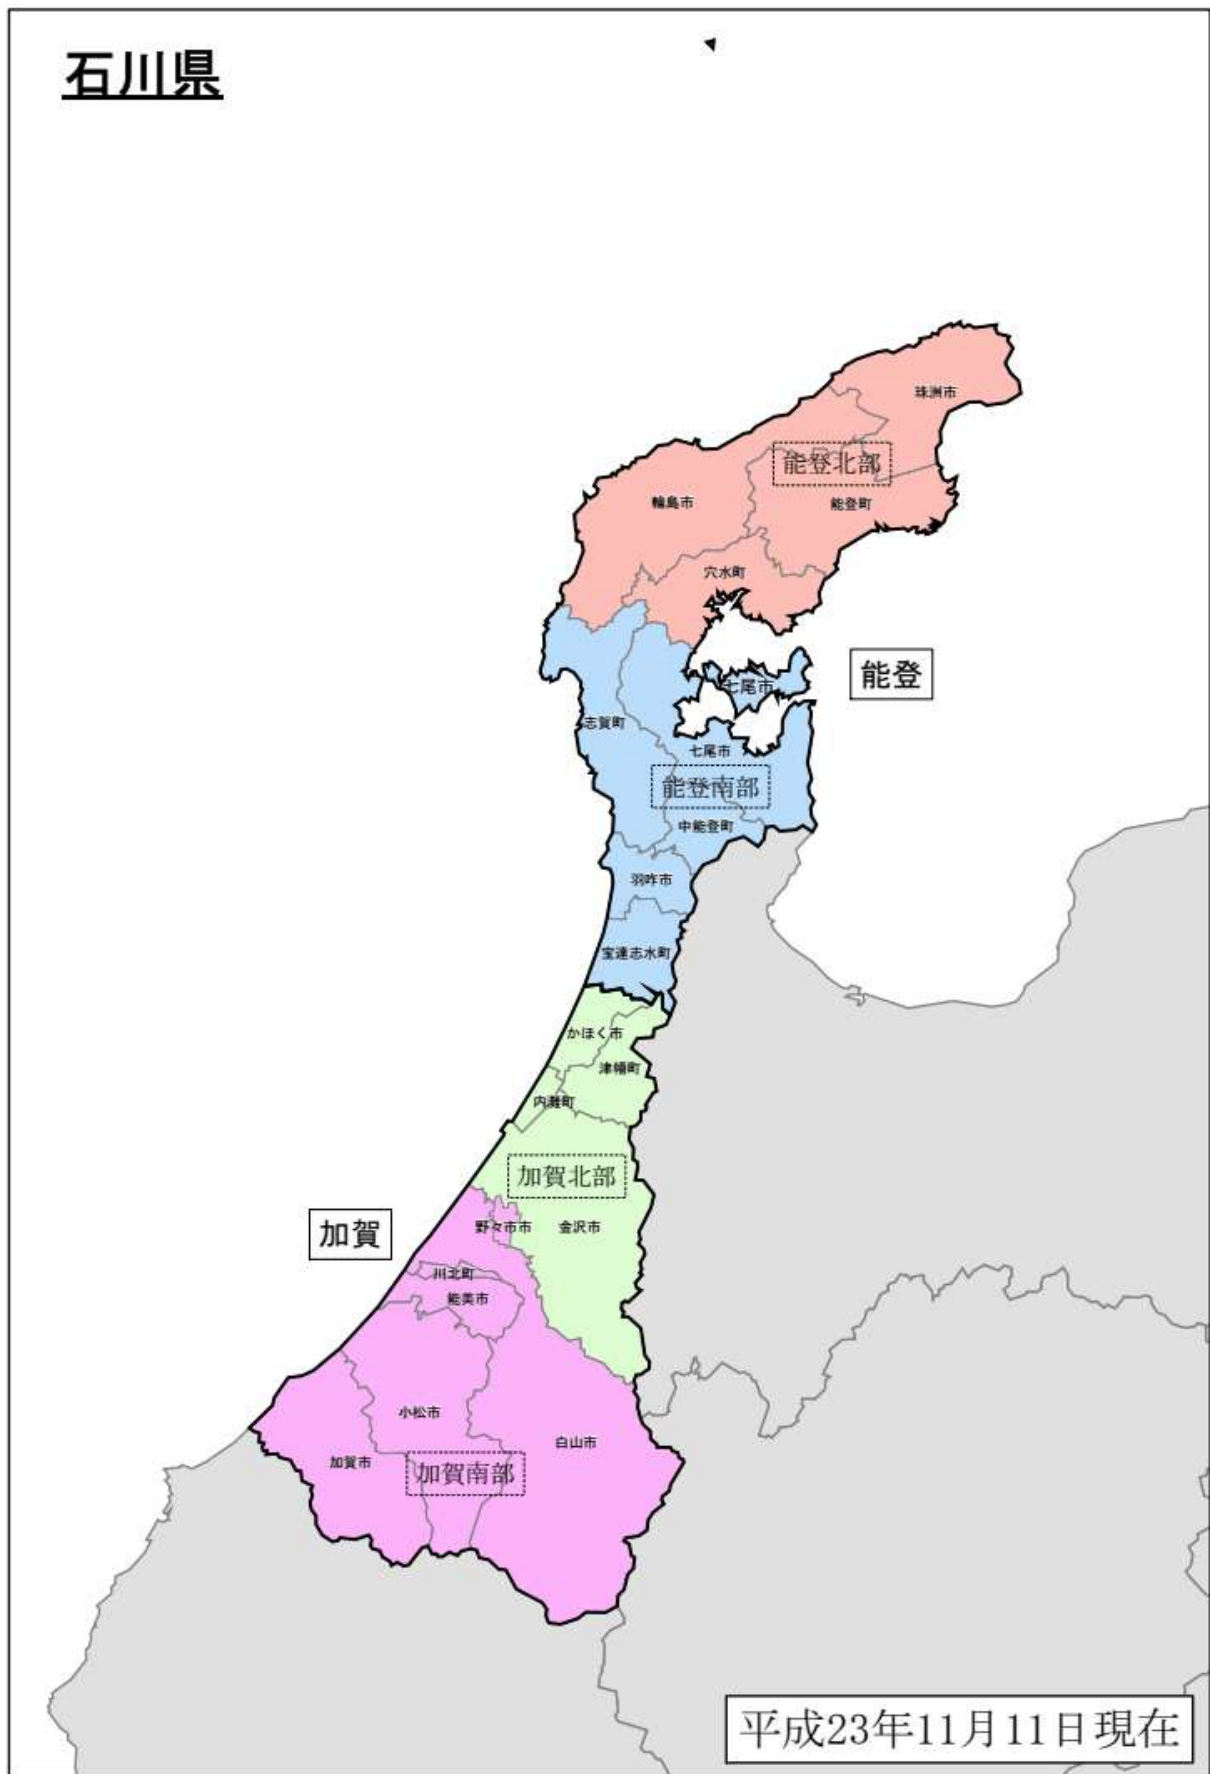 石川県
珠洲市
能登北部
輪島市
能登町
穴水町
能登
七尾市
志賀町
七尾市
能登南部
中能登町
羽咋市
宝達志水町
かほく市
津幡町
内灘町
加賀北部
加賀
野々市市
金沢市
川北町
能美市
小松市
白山市
加賀市
加賀南部
平成23年11月11日現在